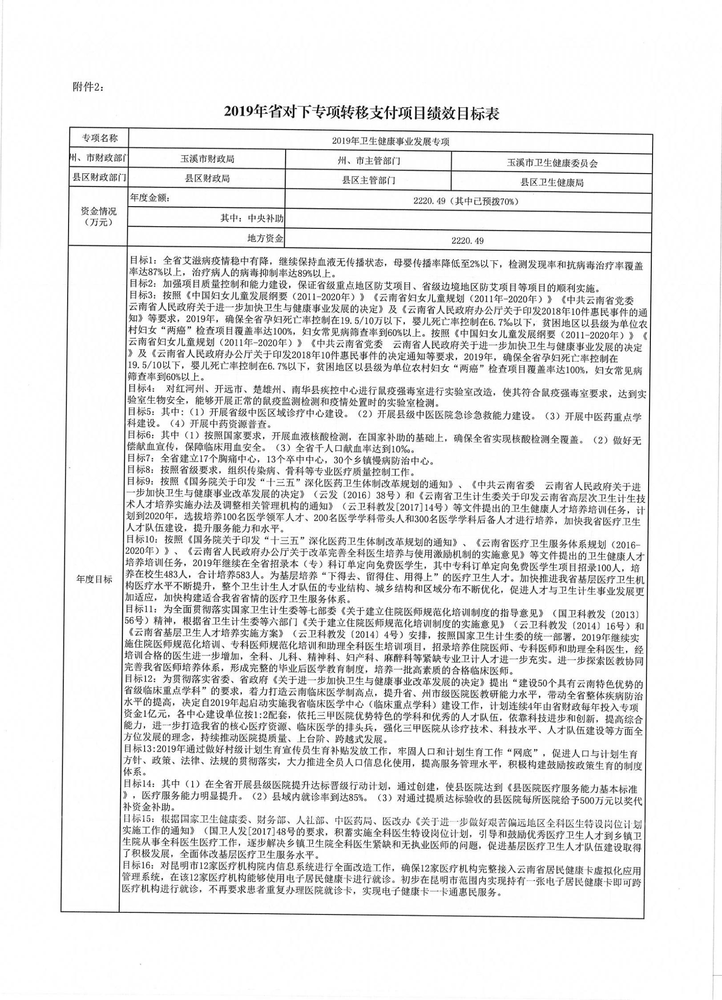 附件2：
2019年省对下专项转移支付项目绩效目标表
专项名称
2019年卫生健康事业发展专项
州、市财政部门
玉溪市财政局
州、市主管部门
玉溪市卫生健康委员会
县区财政部门
县区财政局
县区主管部门
县区卫生健康局
资金情况
（万元）
年度金额：
2220.49（其中已预拨70%）
其中：中央补助
地方资金
2220.49
年度目标
目标1：全省艾滋病疫情稳中有降，继续保持血液无传播状态，母婴传播率降低至2%以下，检测发现率和抗病毒治疗率覆盖
率达87%以上，治疗病人的病毒抑制率达89%以上。
目标2：加强项目质量控制和能力建设，保证省级重点地区防艾项目、省级边境地区防艾项目等项目的顺利实施。
目标3：按照《中国妇女儿童发展纲要（2011-2020年）》《云南省妇女儿童规划（2011年-2020年）》《中共云南省党委
云南省人民政府关于进一步加快卫生与健康事业发展的决定》及《云南省人民政府办公厅关于印发2018年10件惠民事件的通
知》等要求，2019年，确保全省孕妇死亡率控制在19.5/10万以下，婴儿死亡率控制在6.7‰以下，贫困地区以县级为单位农
村妇女“两癌”检查项目覆盖率达100%，妇女常见病筛查率到60%以上。按照《中国妇女儿童发展纲要（2011-2020年）》《
云南省妇女儿童规划（2011年-2020年）》《中共云南省党委　云南省人民政府关于进一步加快卫生与健康事业发展的决定
》及《云南省人民政府办公厅关于印发2018年10件惠民事件的决定通知等要求，2019年，确保全省孕妇死亡率控制在
19.5/10以下，婴儿死亡率控制在6.7%以下，贫困地区以县级为单位农村妇女“两癌”检查项目覆盖率达100%，妇女常见病
筛查率到60%以上。
目标4： 对红河州、开远市、楚雄州、南华县疾控中心进行鼠疫强毒室进行实验室改造，使其符合鼠疫强毒室要求，达到实
验室生物安全，能够开展正常的鼠疫监测检测和疫情处置时的实验室检测。
目标5：其中：（1）开展省级中医区域诊疗中心建设。（2）开展县级中医医院急诊急救能力建设。（3）开展中医药重点学
科建设。（4）开展中药资源普查。
目标6：其中（1）按照国家要求，开展血液核酸检测，在国家补助的基础上，确保全省实现核酸检测全覆盖。（2）做好无
偿献血宣传，保障临床用血安全。（3）全省千人口献血率达到10‰。
目标7：全省建立17个胸痛中心，13个卒中中心，30个乡镇慢病防治中心。
目标8：按照省级要求，组织传染病、骨科等专业医疗质量控制工作。
目标9：按照《国务院关于印发“十三五”深化医药卫生体制改革规划的通知》、《中共云南省委　云南省人民政府关于进
一步加快卫生与健康事业改革发展的决定》（云发〔2016〕38号）和《云南省卫生计生委关于印发云南省高层次卫生计生技
术人才培养实施办法及调整相关管理机构的通知》（云卫科教发[2017]14号）等文件提出的卫生健康人才培养培训任务，计
划到2020年，选拔培养100名医学领军人才、200名医学学科带头人和300名医学学科后备人才进行培养，加快我省医疗卫生
人才队伍建设，提升服务能力和水平。
目标10：按照《国务院关于印发“十三五”深化医药卫生体制改革规划的通知》、《云南省医疗卫生服务体系规划（2016-
2020年）》、《云南省人民政府办公厅关于改革完善全科医生培养与使用激励机制的实施意见》等文件提出的卫生健康人才
培养培训任务，2019年继续在全省招录本（专）科订单定向免费医学生，其中专科订单定向免费医学生项目招录100人，培
养在校生483人，合计培养583人。为基层培养“下得去、留得住、用得上”的医疗卫生人才。加快推进我省基层医疗卫生机
构医疗水平不断提升，整个卫生计生人才队伍的专业结构、城乡结构和区域分布不断优化，促进人才与卫生计生事业发展更
加适应，加快构建适合我省省情的医疗卫生服务体系。
目标11：为全面贯彻落实国家卫生计生委等七部委《关于建立住院医师规范化培训制度的指导意见》（国卫科教发〔2013〕
56号）精神，根据省卫生计生委等六部门《关于建立住院医师规范化培训制度的实施意见》（云卫科教发〔2014〕16号）和
《云南省基层卫生人才培养实施方案》（云卫科教发〔2014〕4号）安排，按照国家卫生计生委的统一部署，2019年继续实
施住院医师规范化培训、专科医师规范化培训和助理全科医生培训项目，招录培养住院医师、专科医师和助理全科医生，经
培训合格的医生进一步增加，全科、儿科、精神科、妇产科、麻醉科等紧缺专业卫计人才进一步充实。进一步探索医教协同
完善我省医师培养体系，形成完整的毕业后医学教育制度，培养一批高素质的合格临床医师。
目标12：为贯彻落实省委、省政府《关于进一步加快卫生与健康事业改革发展的决定》提出“建设50个具有云南特色优势的
省级临床重点学科”的要求，着力打造云南临床医学制高点，提升省、州市级医院医教研能力水平，带动全省整体疾病防治
水平的提高，决定自2019年起启动实施我省临床医学中心（临床重点学科）建设工作，计划连续4年由省财政每年投入专项
资金1亿元，各中心建设单位按1:2配套，依托三甲医院优势特色的学科和优秀的人才队伍，依靠科技进步和创新，提高综合
能力，进一步打造我省的核心医疗资源、临床医学的排头兵，强化三甲医院从诊疗技术、科技水平、人才队伍建设等方面全
方位发展的理念，持续推动医院提质量、上台阶、跨越式发展。
目标13:2019年通过做好村级计划生育宣传员生育补贴发放工作，牢固人口和计划生育工作“网底”，促进人口与计划生育
方针、政策、法律、法规的贯彻落实，大力推进全员人口信息化使用，提高服务管理水平，积极构建鼓励按政策生育的制度
体系。
目标14：其中（1）在全省开展县级医院提升达标晋级行动计划，通过创建，使县医院达到《县医院医疗服务能力基本标准
》，医疗服务能力明显提升。（2）县域内就诊率到达85%。（3）对通过提质达标验收的县医院每所医院给予500万元以奖代
补资金补助。
目标15：根据国家卫生健康委、财务部、人社部、中医药局、医改办《关于进一步做好艰苦偏远地区全科医生特设岗位计划
实施工作的通知》（国卫人发[2017]48号的要求，积蓄实施全科医生特设岗位计划，引导和鼓励优秀医疗卫生人才到乡镇卫
生院从事全科医生医疗工作，逐步解决乡镇卫生院全科医生紧缺和无执业医师的问题，促进基层医疗卫生人才队伍建设取得
了积极发展，全面体改基层医疗卫生服务水平。
目标16：对昆明市12家医疗机构院内信息系统进行全面改造工作，确保12家医疗机构完整接入云南省居民健康卡虚拟化应用
管理系统，在该12家医疗机构能够使用电子居民健康卡进行就诊。初步在昆明市范围内实现持有一张电子居民健康卡即可跨
医疗机构进行就诊，不再要求患者重复办理医院就诊卡，实现电子健康卡一卡通惠民服务。